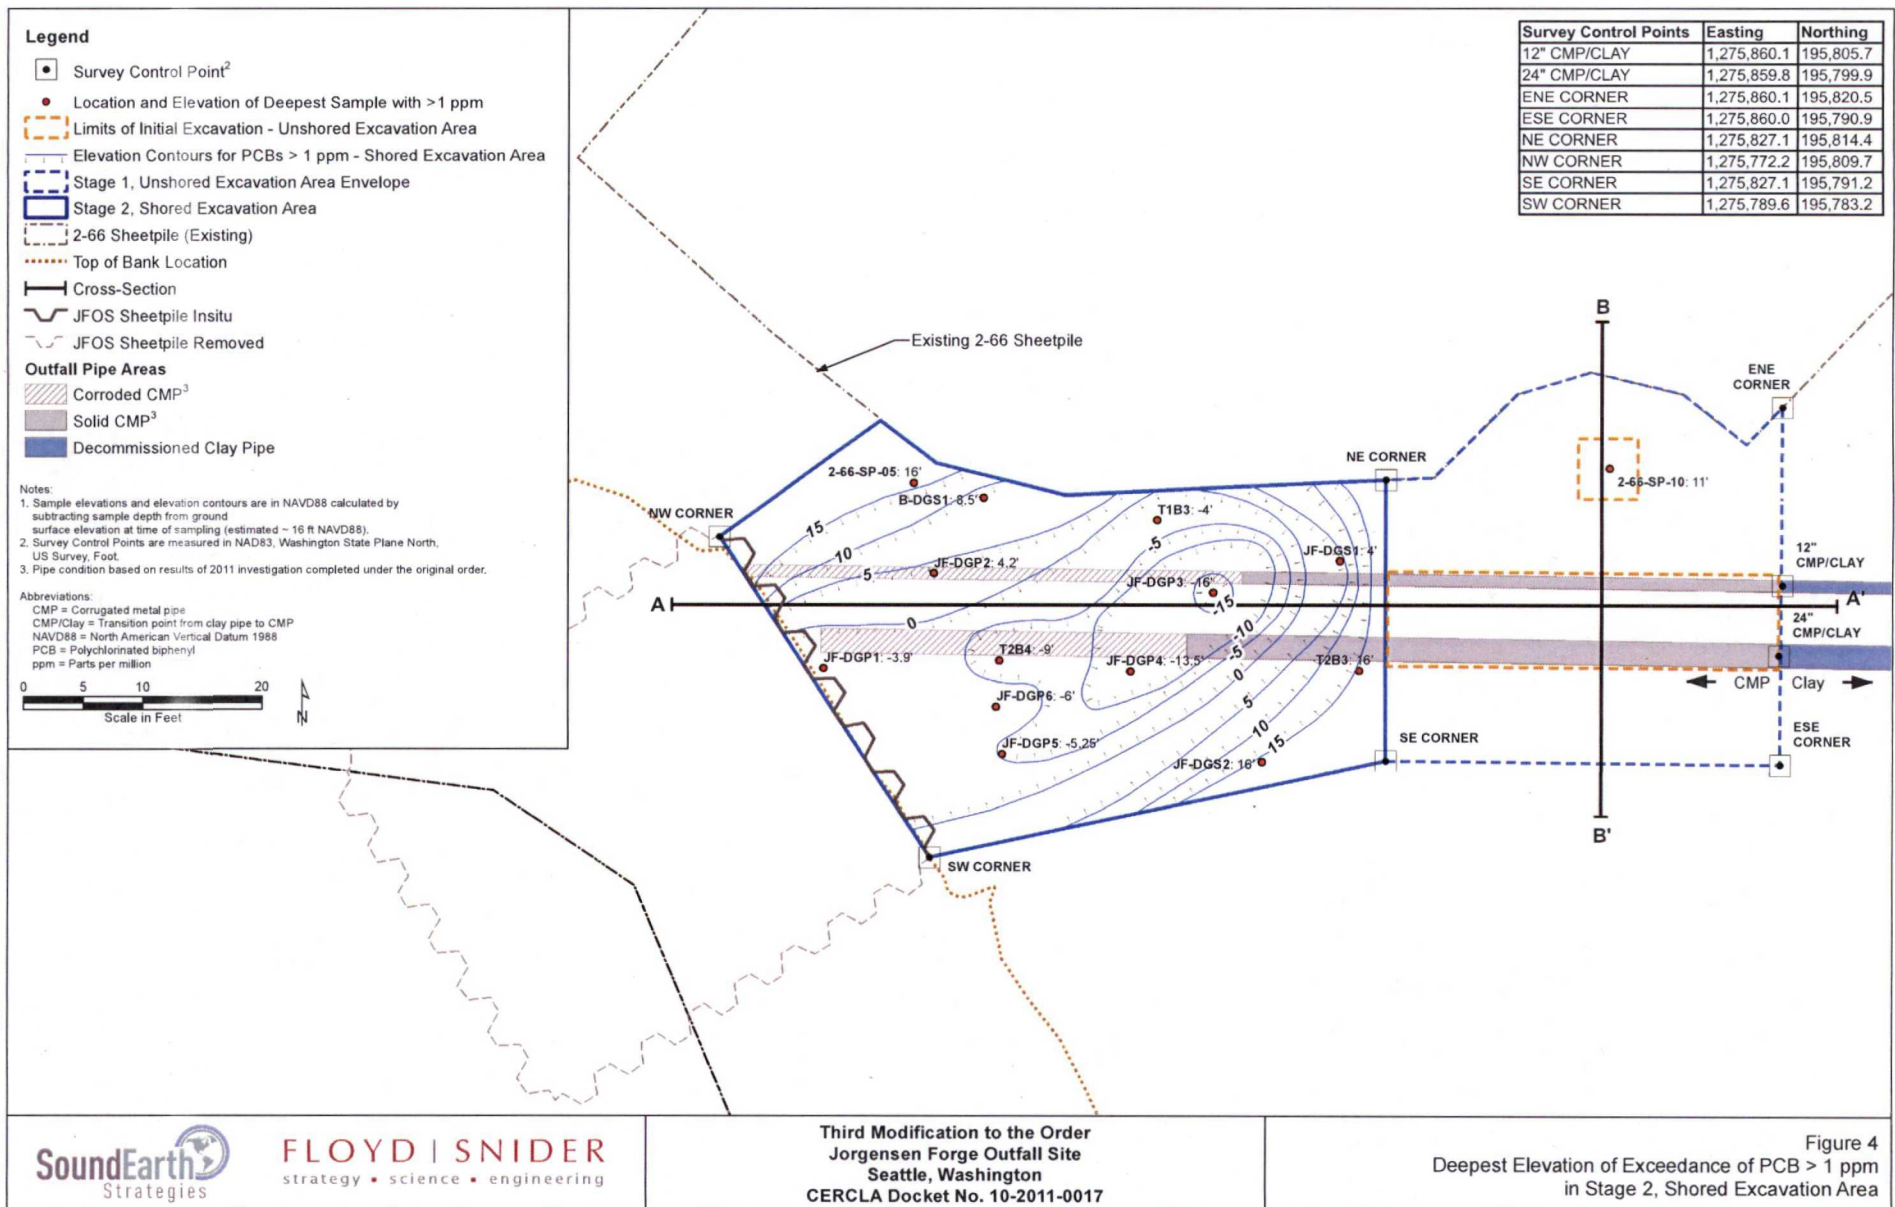 Legend
Survey Control Point2
Location and Elevation of Deepest Sample with >1 ppm
Limits of Initial Excavation - Unshored Excavation Area
Elevation Contours for PCBs > 1 ppm - Shored Excavation Area
Stage 1, Unshored Excavation Area Envelope
Stage 2, Shored Excavation Area
2-66 Sheetpile (Existing)
Top of Bank Location
Cross-Section
JFOS Sheetpile Insitu
JFOS Sheetpile Removed
Outfall Pipe Areas
Corroded CMP3
Solid CMP3
Decommissioned Clay Pipe
Notes:
1. Sample elevations and elevation contours are in NAVD88 calculated by
subtracting sample depth from ground
surface elevation at time of sampling (estimated ~ 16 ft NAVD88).
2. Survey Control Points are measured in NAD83, Washington State Plane North,
US Survey, Foot.
3. Pipe condition based on results of 2011 investigation completed under the original order.
Abbreviations:
CMP = Corrugated metal pipe
CMP/Clay = Transition point from clay pipe to CMP
NAVD88 = North American Vertical Datum 1988
PCB = Polychlorinated biphenyl
ppm = Parts per million
0 5 10 20
Scale in Feet
N
Survey Control Points Easting Northing
12" CMP/CLAY 1,275,860.1 195,805.7
24" CMP/CLAY 1,275,859.8 195,799.9
ENE CORNER 1,275,860.1 195,820.5
ESE CORNER 1,275,860.0 195,790.9
NE CORNER 1,275,827.1 195,814.4
NW CORNER 1,275,772.2 195,809.7
SE CORNER 1,275,827.1 195,791.2
SW CORNER 1,275,789.6 195,783.2
Existing 2-66 Sheetpile
B
ENE
CORNER
NE CORNER
2-66-SP-05: 16'
2-66-SP-10: 11'
B-DGS1: 8.5'
NW CORNER
T1B3: -4'
15
-5
10
JF-DGS1: 4'
12"
CMP/CLAY
JF-DGP2: 4.2'
5
JF-DGP3: -16'
A
A'
-15
0
24"
CMP/CLAY
-10
T2B4: -9'
-5
JF-DGP1: -3.9'
JF-DGP4: -13.5'
T2B3: 16'
0
CMP Clay
JF-DGP6: -6'
5
10
ESE
CORNER
SE CORNER
JF-DGP5: -5.25'
15
JF-DGS2: 16'
B'
SW CORNER
SoundEarth
Strategies
FLOYD | SNIDER
strategy ▪ science ▪ engineering
Third Modification to the Order
Jorgensen Forge Outfall Site
Seattle, Washington
CERCLA Docket No. 10-2011-0017
Figure 4
Deepest Elevation of Exceedance of PCB > 1 ppm
in Stage 2, Shored Excavation Area